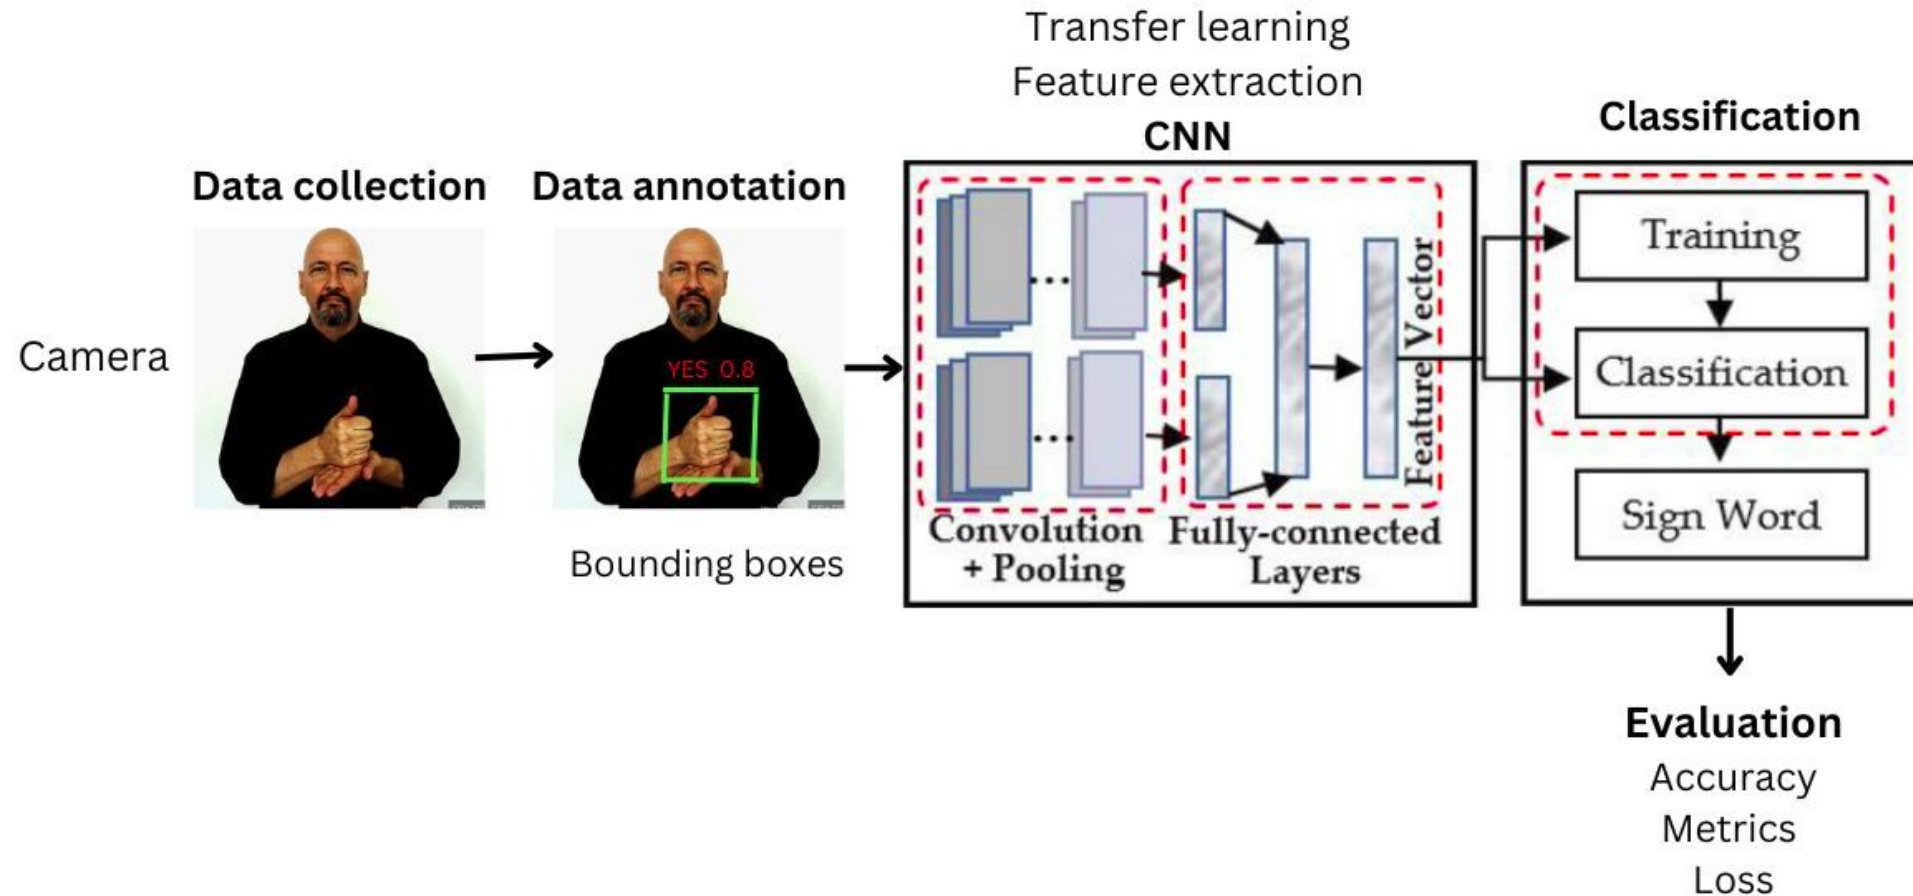 Transfer learning
Feature extraction
CNN
Classification
Data collection
Data annotation
Camera
YES 0.8
Bounding boxes
Convolution
+ Pooling
Fully-connected
Layers
Feature Vector
Training
Classification
Sign Word
Evaluation
Accuracy
Metrics
Loss